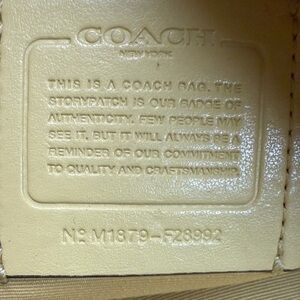 COACH
NEW YORK
THIS IS A COACH BAG. THE
STORYPATCH IS OUR BADGE OF
AUTHENTICITY. FEW PEOPLE MAY
SEE IT, BUT IT WILL ALWAYS BE A
REMINDER OF OUR COMMITMENT
TO QUALITY AND CRAFTSMANSHIP.
Nº M1879-F28992